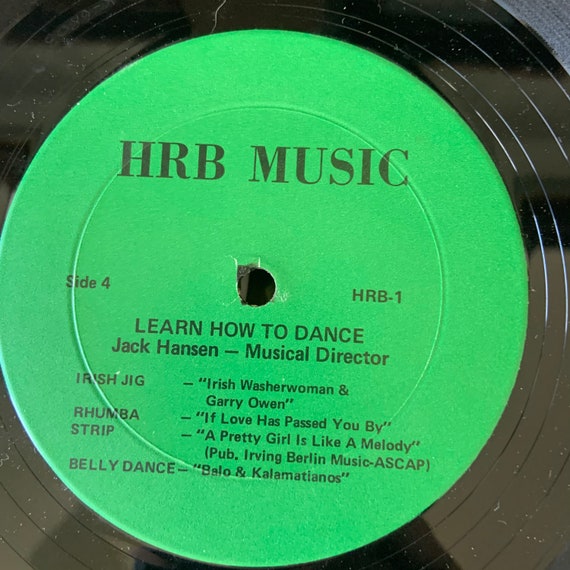 HRB MUSIC
Side 4 HRB-1
LEARN HOW TO DANCE
Jack Hansen — Musical Director
IRISH JIG — "Irish Washerwoman &
Garry Owen"
RHUMBA — "If Love Has Passed You By"
STRIP — "A Pretty Girl Is Like A Melody"
(Pub. Irving Berlin Music-ASCAP)
BELLY DANCE — "Balo & Kalamatianos"